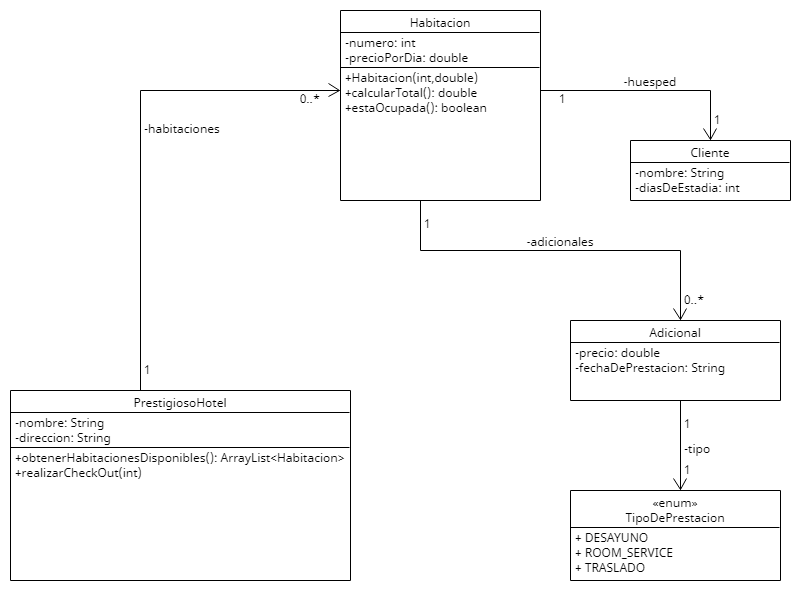 Habitacion
-numero: int
-precioPorDia: double
+Habitacion(int,double)
+calcularTotal(): double
+estaOcupada(): boolean
0..*
-habitaciones
1
1
-huesped
1
Cliente
-nombre: String
-diasDeEstadia: int
1
-adicionales
0..*
Adicional
-precio: double
-fechaDePrestacion: String
1
-tipo
1
PrestigiosoHotel
-nombre: String
-direccion: String
+obtenerHabitacionesDisponibles(): ArrayList<Habitacion>
+realizarCheckOut(int)
«enum»
TipoDePrestacion
+ DESAYUNO
+ ROOM_SERVICE
+ TRASLADO